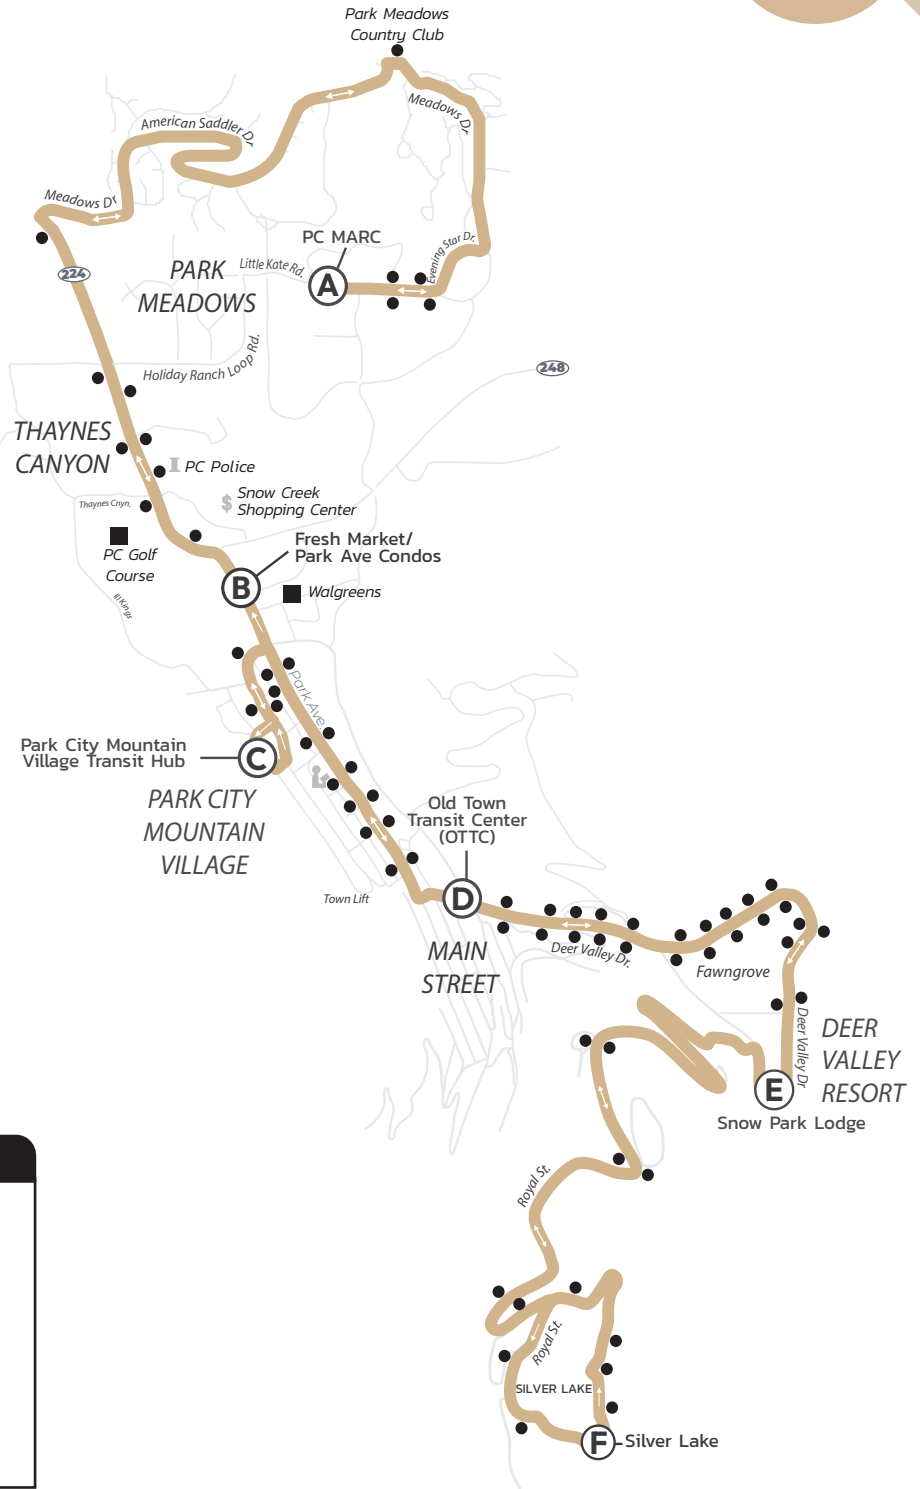 Park Meadows
Country Club
Meadows Dr.
American Saddler Dr.
Meadows Dr
PC MARC
Evening Star Dr.
Little Kate Rd.
A
224
PARK
MEADOWS
Holiday Ranch Loop Rd.
248
THAYNES
CANYON
PC Police
$
Snow Creek
Shopping Center
Thaynes Cnyn.
PC Golf
Course
Fresh Market/
Park Ave Condos
B
Walgreens
III Kings
Park Ave.
Park City Mountain
Village Transit Hub
C
PARK CITY
MOUNTAIN
VILLAGE
Old Town
Transit Center
(OTTC)
D
Town Lift
MAIN
STREET
Deer Valley Dr.
Fawngrove
Deer Valley Dr
DEER
VALLEY
RESORT
E
Snow Park Lodge
Royal St.
Royal St.
SILVER LAKE
F
Silver Lake